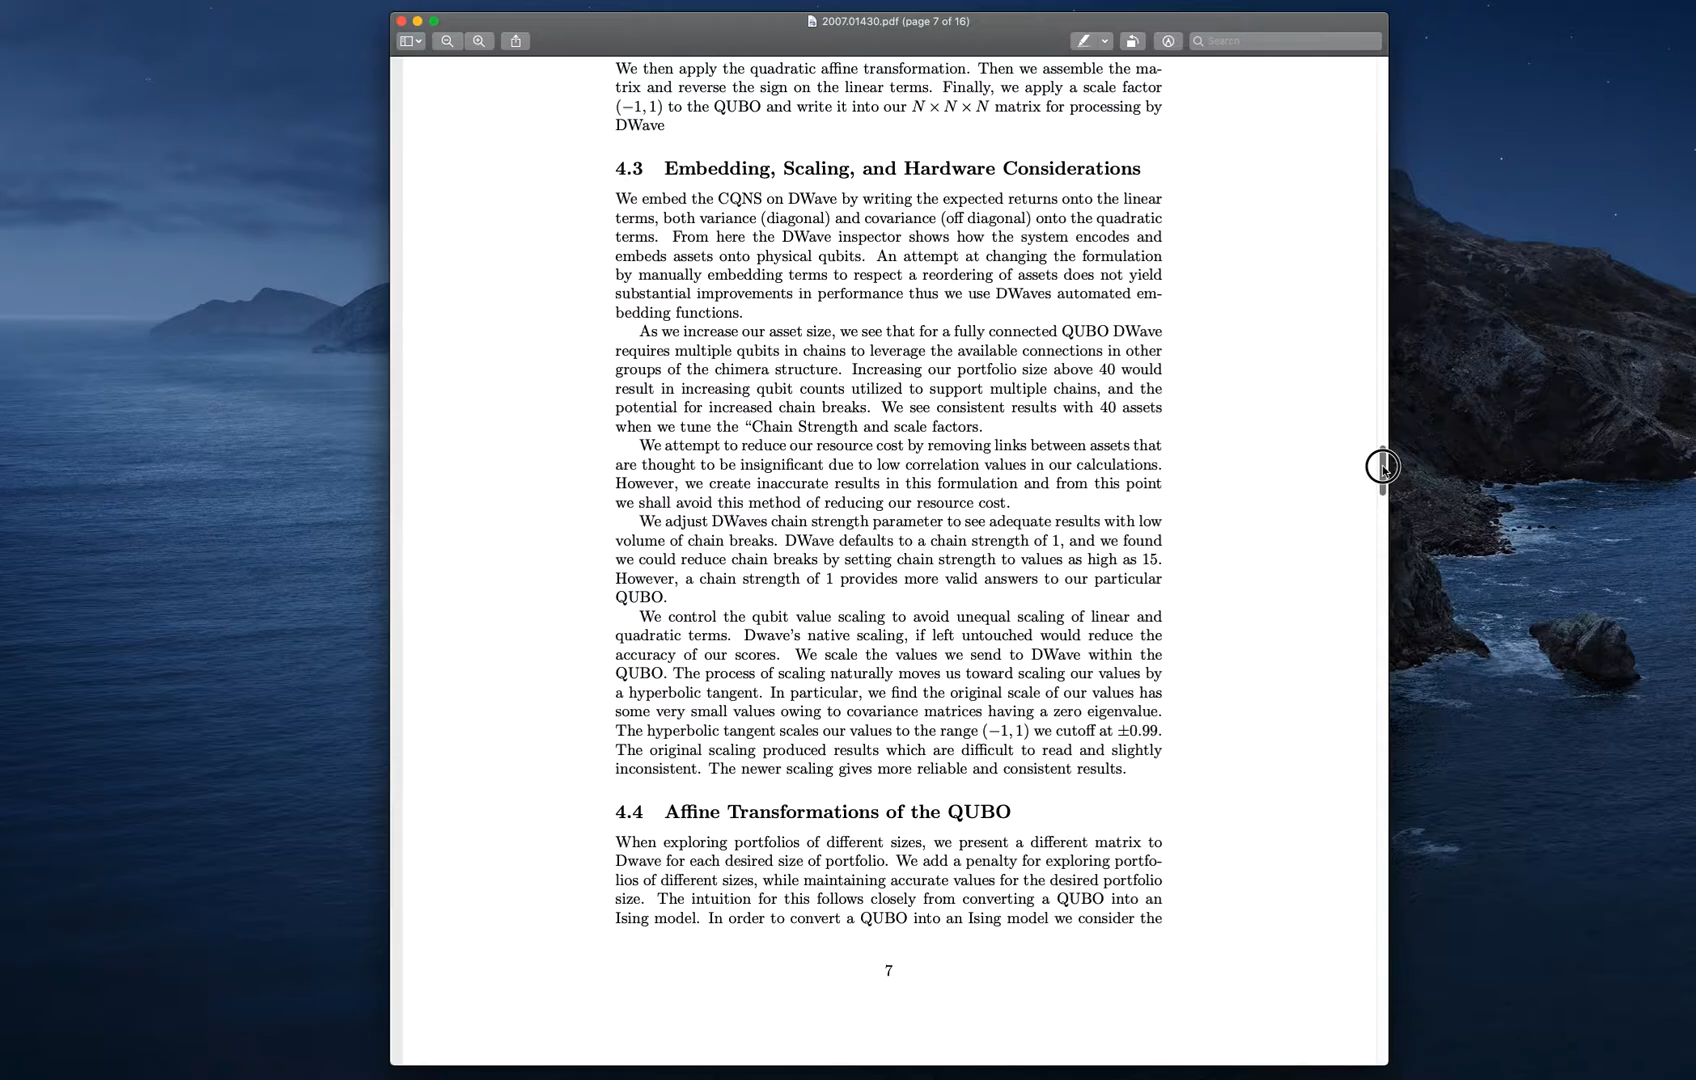 2007.01430.pdf (page 7 of 16)
Search
We then apply the quadratic affine transformation. Then we assemble the ma-
trix and reverse the sign on the linear terms. Finally, we apply a scale factor
(−1, 1) to the QUBO and write it into our N × N × N matrix for processing by
DWave
4.3 Embedding, Scaling, and Hardware Considerations
We embed the CQNS on DWave by writing the expected returns onto the linear
terms, both variance (diagonal) and covariance (off diagonal) onto the quadratic
terms. From here the DWave inspector shows how the system encodes and
embeds assets onto physical qubits. An attempt at changing the formulation
by manually embedding terms to respect a reordering of assets does not yield
substantial improvements in performance thus we use DWaves automated em-
bedding functions.
As we increase our asset size, we see that for a fully connected QUBO DWave
requires multiple qubits in chains to leverage the available connections in other
groups of the chimera structure. Increasing our portfolio size above 40 would
result in increasing qubit counts utilized to support multiple chains, and the
potential for increased chain breaks. We see consistent results with 40 assets
when we tune the “Chain Strength and scale factors.
We attempt to reduce our resource cost by removing links between assets that
are thought to be insignificant due to low correlation values in our calculations.
However, we create inaccurate results in this formulation and from this point
we shall avoid this method of reducing our resource cost.
We adjust DWaves chain strength parameter to see adequate results with low
volume of chain breaks. DWave defaults to a chain strength of 1, and we found
we could reduce chain breaks by setting chain strength to values as high as 15.
However, a chain strength of 1 provides more valid answers to our particular
QUBO.
We control the qubit value scaling to avoid unequal scaling of linear and
quadratic terms. Dwave’s native scaling, if left untouched would reduce the
accuracy of our scores. We scale the values we send to DWave within the
QUBO. The process of scaling naturally moves us toward scaling our values by
a hyperbolic tangent. In particular, we find the original scale of our values has
some very small values owing to covariance matrices having a zero eigenvalue.
The hyperbolic tangent scales our values to the range (−1, 1) we cutoff at ±0.99.
The original scaling produced results which are difficult to read and slightly
inconsistent. The newer scaling gives more reliable and consistent results.
4.4 Affine Transformations of the QUBO
When exploring portfolios of different sizes, we present a different matrix to
Dwave for each desired size of portfolio. We add a penalty for exploring portfo-
lios of different sizes, while maintaining accurate values for the desired portfolio
size. The intuition for this follows closely from converting a QUBO into an
Ising model. In order to convert a QUBO into an Ising model we consider the
7